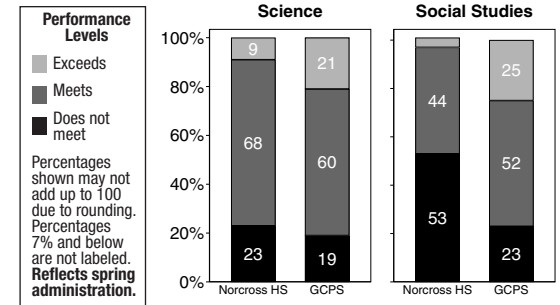 Performance
Levels
Exceeds
Meets
Does not
meet
Percentages
shown may not
add up to 100
due to rounding.
Percentages
7% and below
are not labeled.
Reflects spring
administration.
Science
100%
80%
60%
40%
20%
0%
9
68
23
21
60
19
Norcross HS
GCPS
Social Studies
44
53
25
52
23
Norcross HS
GCPS